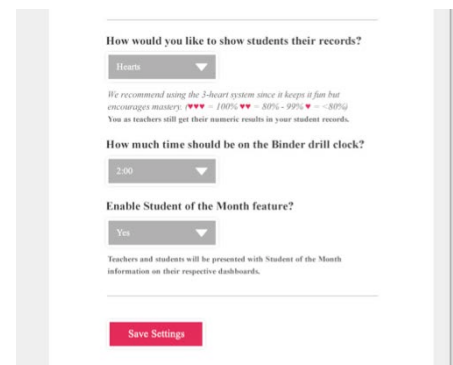 How would you like to show students their records?
Hearts
We recommend using the 3-heart system since it keeps it fun but
encourages mastery. (♥♥♥ = 100% ♥♥ = 80% - 99% ♥ = <80%)
You as teachers still get their numeric results in your student records.
How much time should be on the Binder drill clock?
2:00
Enable Student of the Month feature?
Yes
Teachers and students will be presented with Student of the Month
information on their respective dashboards.
Save Settings